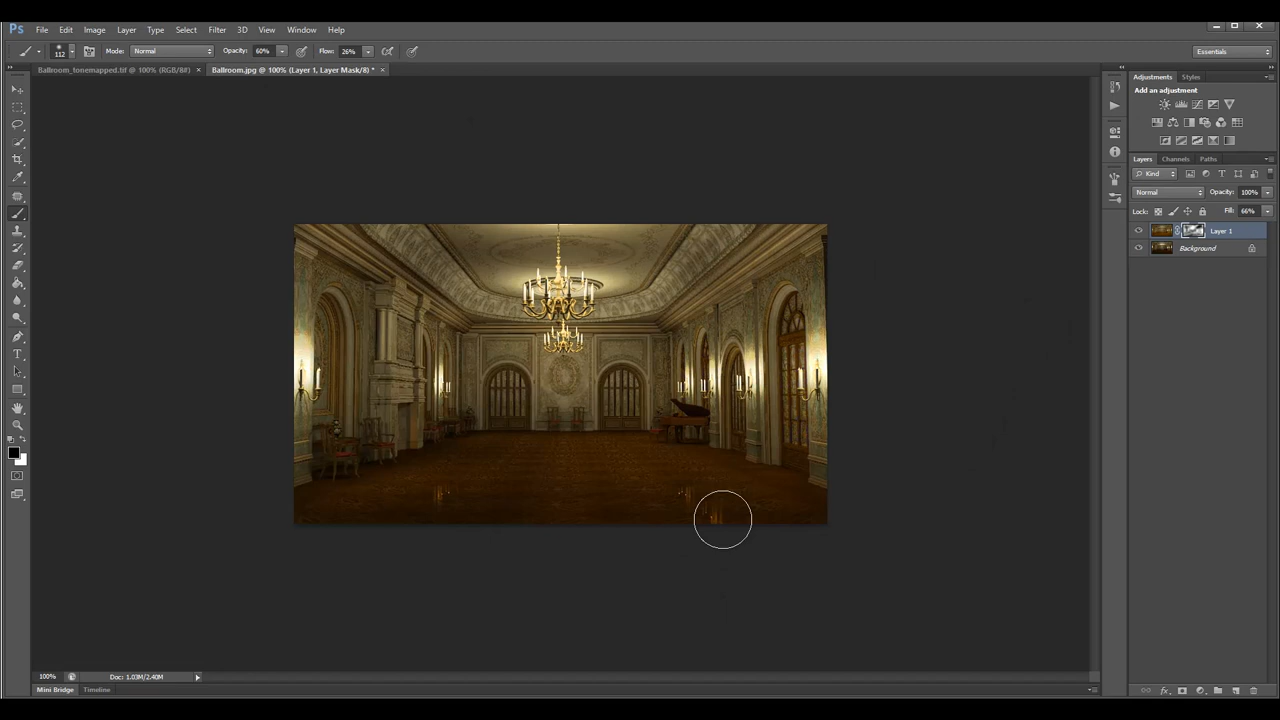 Ps File Edit Image Layer Type Select Filter 3D View Window Help
112 Mode: Normal Opacity: 60% Flow: 26% Essentials
Ballroom_tonemapped.tif @ 100% (RGB/8#) × Ballroom.jpg @ 100% (Layer 1, Layer Mask/8) * ×
Adjustments Styles
Add an adjustment
Layers Channels Paths
Kind
Normal Opacity: 100%
Lock: Fill: 66%
Layer 1
Background
100% Doc: 1.03M/2.40M
Mini Bridge Timeline